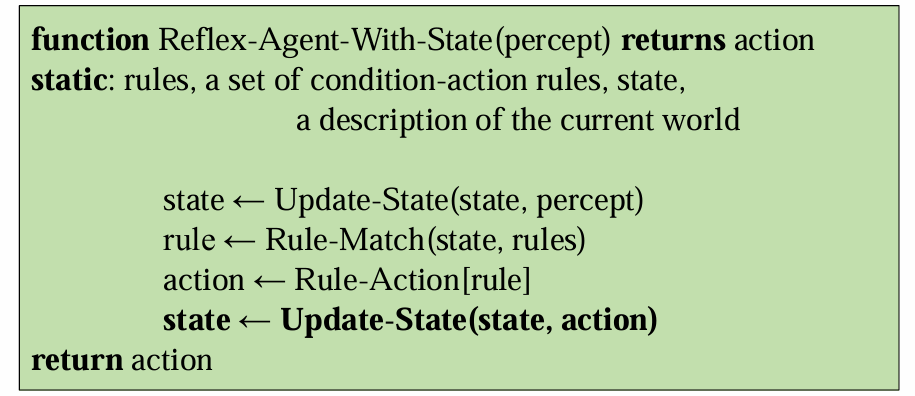 function Reflex-Agent-With-State(percept) returns action
static: rules, a set of condition-action rules, state,
a description of the current world
state ← Update-State(state, percept)
rule ← Rule-Match(state, rules)
action ← Rule-Action[rule]
state ← Update-State(state, action)
return action